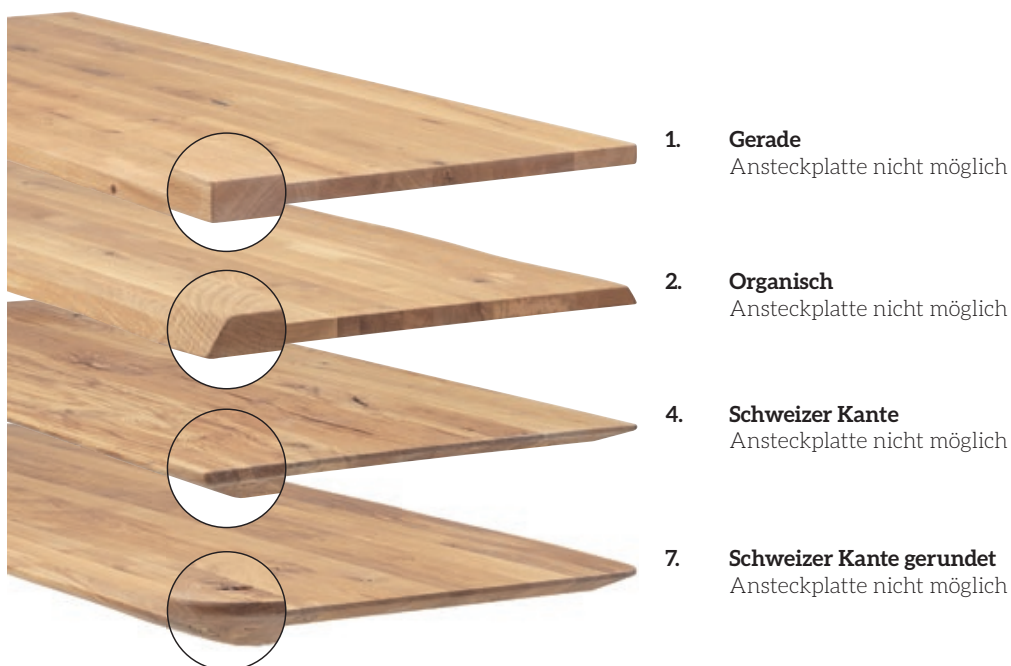 1. Gerade
Ansteckplatte nicht möglich
2. Organisch
Ansteckplatte nicht möglich
4. Schweizer Kante
Ansteckplatte nicht möglich
7. Schweizer Kante gerundet
Ansteckplatte nicht möglich